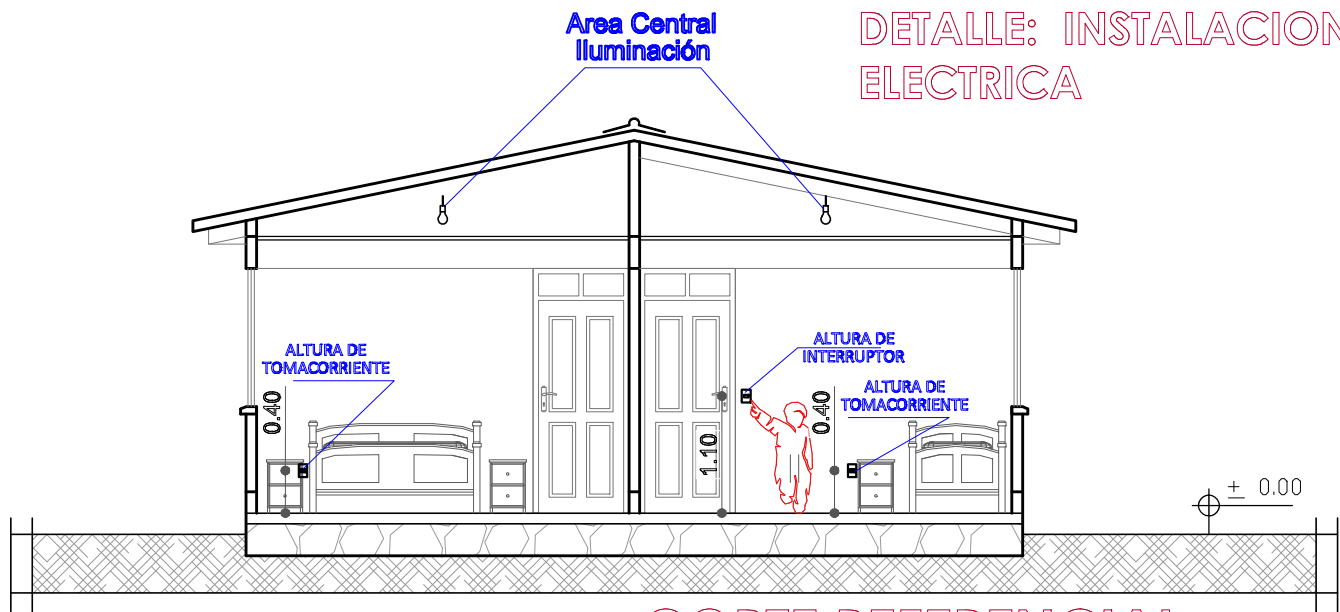 Area Central
Iluminación
DETALLE: INSTALACION
ELECTRICA
ALTURA DE
TOMACORRIENTE
0.40
ALTURA DE
INTERRUPTOR
ALTURA DE
TOMACORRIENTE
0.40
1.10
± 0.00